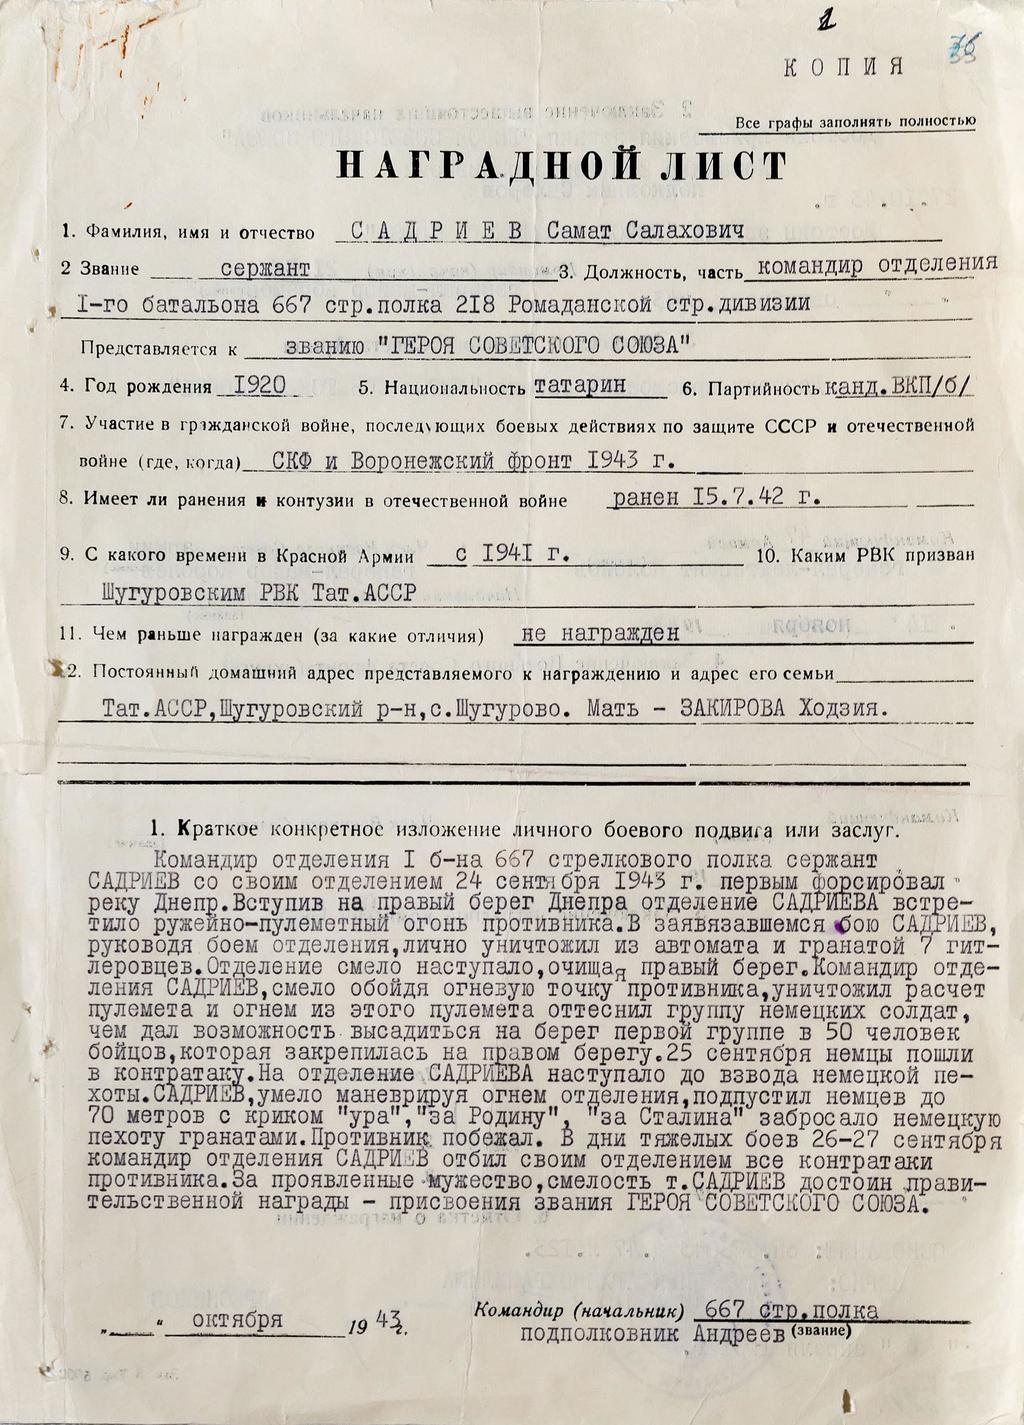 1
76
КОПИЯ
Все графы заполнять полностью
НАГРАДНОЙ ЛИСТ
1. Фамилия, имя и отчество САДРИЕВ Самат Салахович
2 Звание сержант 3. Должность, часть командир отделения
I-го батальона 667 стр.полка 218 Ромаданской стр.дивизии
Представляется к званию "ГЕРОЯ СОВЕТСКОГО СОЮЗА"
4. Год рождения 1920 5. Национальность татарин 6. Партийность канд.ВКП/б/
7. Участие в гражданской войне, последующих боевых действиях по защите СССР и отечественной
войне (где, когда) СКФ и Воронежский фронт 1943 г.
8. Имеет ли ранения и контузии в отечественной войне ранен 15.7.42 г.
9. С какого времени в Красной Армии с 1941 г. 10. Каким РВК призван
Шугуровским РВК Тат.АССР
11. Чем раньше награжден (за какие отличия) не награжден
12. Постоянный домашний адрес представляемого к награждению и адрес его семьи
Тат.АССР,Шугуровский р-н,с.Шугурово. Мать - ЗАКИРОВА Ходзия.
1. Краткое конкретное изложение личного боевого подвига или заслуг.
Командир отделения I б-на 667 стрелкового полка сержант
САДРИЕВ со своим отделением 24 сентября 1943 г. первым форсировал
реку Днепр.Вступив на правый берег Днепра отделение САДРИЕВА встре-
тило ружейно-пулеметный огонь противника.В заявязавшемся бою САДРИЕВ,
руководя боем отделения,лично уничтожил из автомата и гранатой 7 гит-
леровцев.Отделение смело наступало,очищая правый берег.Командир отде-
ления САДРИЕВ,смело обойдя огневую точку противника,уничтожил расчет
пулемета и огнем из этого пулемета оттеснил группу немецких солдат,
чем дал возможность высадиться на берег первой группе в 50 человек
бойцов,которая закрепилась на правом берегу.25 сентября немцы пошли
в контратаку.На отделение САДРИЕВА наступало до взвода немецкой пе-
хоты.САДРИЕВ,умело маневрируя огнем отделения,подпустил немцев до
70 метров с криком "ура","за Родину", "за Сталина" забросало немецкую
пехоту гранатами.Противник побежал. В дни тяжелых боев 26-27 сентября
командир отделения САДРИЕВ отбил своим отделением все контратаки
противника.За проявленные мужество,смелость т.САДРИЕВ достоин прави-
тельственной награды - присвоения звания ГЕРОЯ СОВЕТСКОГО СОЮЗА.
" " октября 1943 г. Командир (начальник) 667 стр.полка
подполковник Андреев (звание)